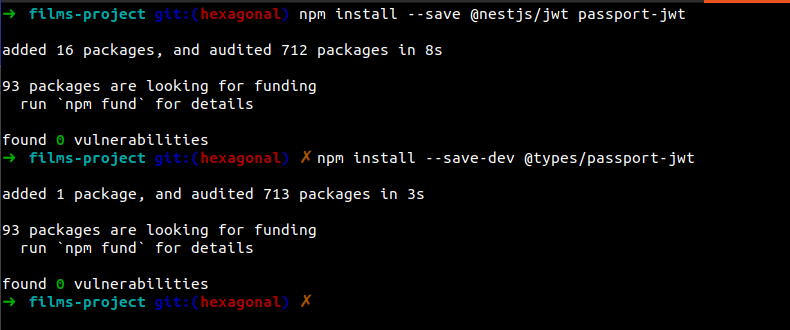 ➜ films-project git:(hexagonal) npm install --save @nestjs/jwt passport-jwt
added 16 packages, and audited 712 packages in 8s
93 packages are looking for funding
run `npm fund` for details
found 0 vulnerabilities
➜ films-project git:(hexagonal) ✗ npm install --save-dev @types/passport-jwt
added 1 package, and audited 713 packages in 3s
93 packages are looking for funding
run `npm fund` for details
found 0 vulnerabilities
➜ films-project git:(hexagonal) ✗